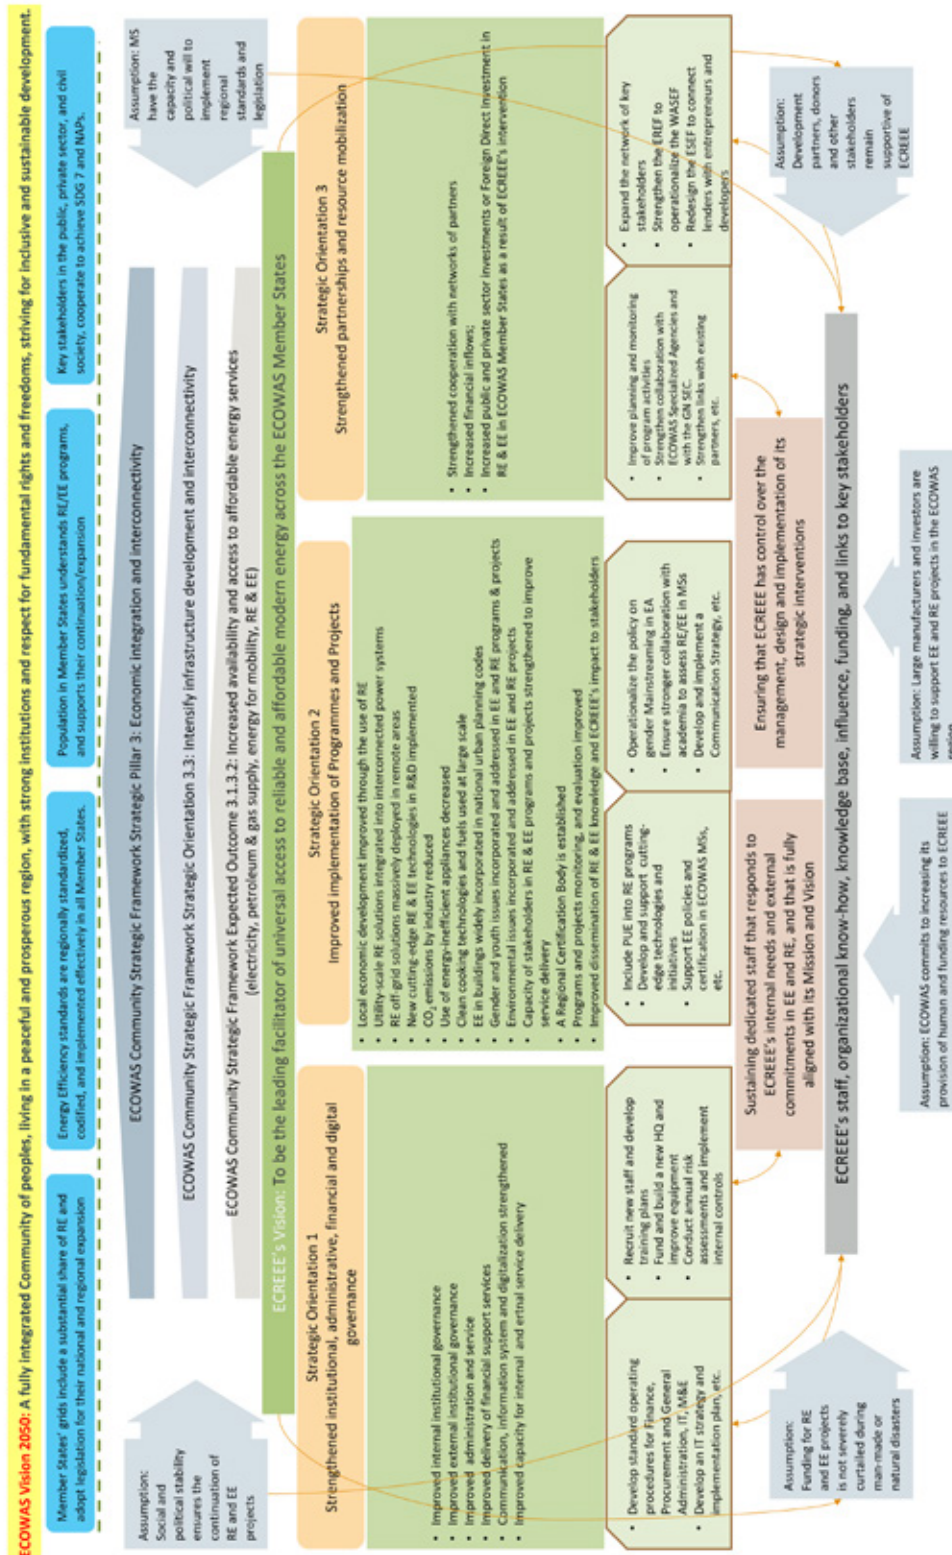 ECOWAS Vision 2050: A fully integrated Community of peoples, living in a peaceful and prosperous region, with strong institutions and respect for fundamental rights and freedoms, striving for inclusive and sustainable development.
Member States' grids include a substantial share of RE and
adopt legislation for their national and regional expansion
Energy Efficiency standards are regionally standardized,
codified, and implemented effectively in all Member States.
Population in Member States understands RE/EE programs,
and supports their continuation/expansion
Key stakeholders in the public, private sector, and civil
society, cooperate to achieve SDG 7 and NAPs.
Assumption:
Social and
political stability
ensures the
continuation of
RE and EE
projects
ECOWAS Community Strategic Framework Strategic Pillar 3: Economic integration and interconnectivity
ECOWAS Community Strategic Framework Strategic Orientation 3.3: Intensify infrastructure development and interconnectivity
ECOWAS Community Strategic Framework Expected Outcome 3.1.3.2: Increased availability and access to affordable energy services
(electricity, petroleum & gas supply, energy for mobility, RE & EE)
Assumption: MS
have the
capacity and
political will to
implement
regional
standards and
legislation
ECREEE's Vision: To be the leading facilitator of universal access to reliable and affordable modern energy across the ECOWAS Member States
Strategic Orientation 1
Strengthened institutional, administrative, financial and digital
governance
• Improved internal institutional governance
• Improved external institutional governance
• Improved administration and service
• Improved delivery of financial support services
• Communication, information system and digitalization strengthened
• Improved capacity for internal and ertnal service delivery
• Develop standard operating
procedures for Finance,
Procurement and General
Administration, IT, M&E
• Develop an IT strategy and
implementation plan, etc.
• Recruit new staff and develop
training plans
• Fund and build a new HQ and
improve equipment
• Conduct annual risk
assessments and implement
internal controls
Strategic Orientation 2
Improved implementation of Programmes and Projects
• Local economic development improved through the use of RE
• Utility-scale RE solutions integrated into interconnected power systems
• RE off-grid solutions massively deployed in remote areas
• New cutting-edge RE & EE technologies in R&D implemented
• CO₂ emissions by industry reduced
• Use of energy-inefficient appliances decreased
• Clean cooking technologies and fuels used at large scale
• EE in buildings widely incorporated in national urban planning codes
• Gender and youth issues incorporated and addressed in EE and RE programs & projects
• Environmental issues incorporated and addressed in EE and RE projects
• Capacity of stakeholders in RE & EE programs and projects strengthened to improve
service delivery
• A Regional Certification Body is established
• Programs and projects monitoring, and evaluation improved
• Improved dissemination of RE & EE knowledge and ECREEE's impact to stakeholders
• Include PUE into RE programs
• Develop and support cutting-
edge technologies and
initiatives
• Support EE policies and
certification in ECOWAS MSs,
etc.
• Operationalize the policy on
gender Mainstreaming in EA
• Ensure stronger collaboration with
academia to assess RE/EE in MSs
• Develop and implement a
Communication Strategy, etc.
Strategic Orientation 3
Strengthened partnerships and resource mobilization
• Strengthened cooperation with networks of partners
• Increased financial inflows;
• Increased public and private sector investments or Foreign Direct Investment in
RE & EE in ECOWAS Member States as a result of ECREEE's intervention
• Improve planning and monitoring
of program activities
• Strengthen collaboration with
ECOWAS Specialized Agencies and
with the GN SEC.
• Strengthen links with existing
partners, etc.
• Expand the network of key
stakeholders
• Strengthen the EREF to
operationalize the WASEF
• Redesign the ESEF to connect
lenders with entrepreneurs and
developers
Sustaining dedicated staff that responds to
ECREEE's internal needs and external
commitments in EE and RE, and that is fully
aligned with its Mission and Vision
Ensuring that ECREEE has control over the
management, design and implementation of its
strategic interventions
ECREEE's staff, organizational know-how, knowledge base, influence, funding, and links to key stakeholders
Assumption:
Funding for RE
and EE projects
is not severely
curtailed during
man-made or
natural disasters
Assumption: ECOWAS commits to increasing its
provision of human and funding resources to ECREEE
Assumption: Large manufacturers and investors are
willing to support EE and RE projects in the ECOWAS
Assumption:
Development
partners, donors
and other
stakeholders
remain
supportive of
ECREEE